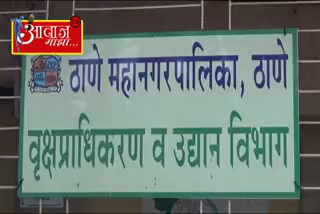 आवाज
माझा...
ठाणे महानगरपालिका, ठाणे
वृक्षप्राधिकरण व उद्यान विभाग